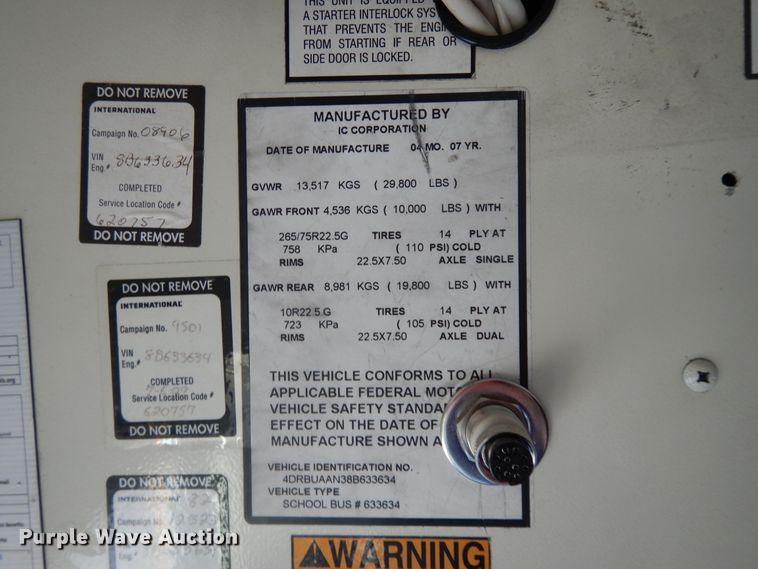 THIS UNIT IS EQUIPPED
A STARTER INTERLOCK SYS
THAT PREVENTS THE ENGI
FROM STARTING IF REAR OR
SIDE DOOR IS LOCKED.
DO NOT REMOVE
INTERNATIONAL
Campaign No. 08906
VIN
Eng.# 8B633634
COMPLETED
Service Location Code #
620757
DO NOT REMOVE
DO NOT REMOVE
INTERNATIONAL
Campaign No. 9501
VIN
Eng.# 8B633634
COMPLETED
Service Location Code #
620757
DO NOT REMOVE
DO NOT REMOVE
INTERNATIONAL
Campaign No.
MANUFACTURED BY
IC CORPORATION
DATE OF MANUFACTURE 04 MO. 07 YR.
GVWR 13,517 KGS ( 29,800 LBS )
GAWR FRONT 4,536 KGS ( 10,000 LBS ) WITH
265/75R22.5G TIRES 14 PLY AT
758 KPa ( 110 PSI) COLD
RIMS 22.5X7.50 AXLE SINGLE
GAWR REAR 8,981 KGS ( 19,800 LBS ) WITH
10R22.5 G TIRES 14 PLY AT
723 KPa ( 105 PSI) COLD
RIMS 22.5X7.50 AXLE DUAL
THIS VEHICLE CONFORMS TO ALL
APPLICABLE FEDERAL MOTO
VEHICLE SAFETY STANDA
EFFECT ON THE DATE OF
MANUFACTURE SHOWN A
VEHICLE IDENTIFICATION NO.
4DRBUAAN38B633634
VEHICLE TYPE
SCHOOL BUS # 633634
WARNING
Purple Wave Auction